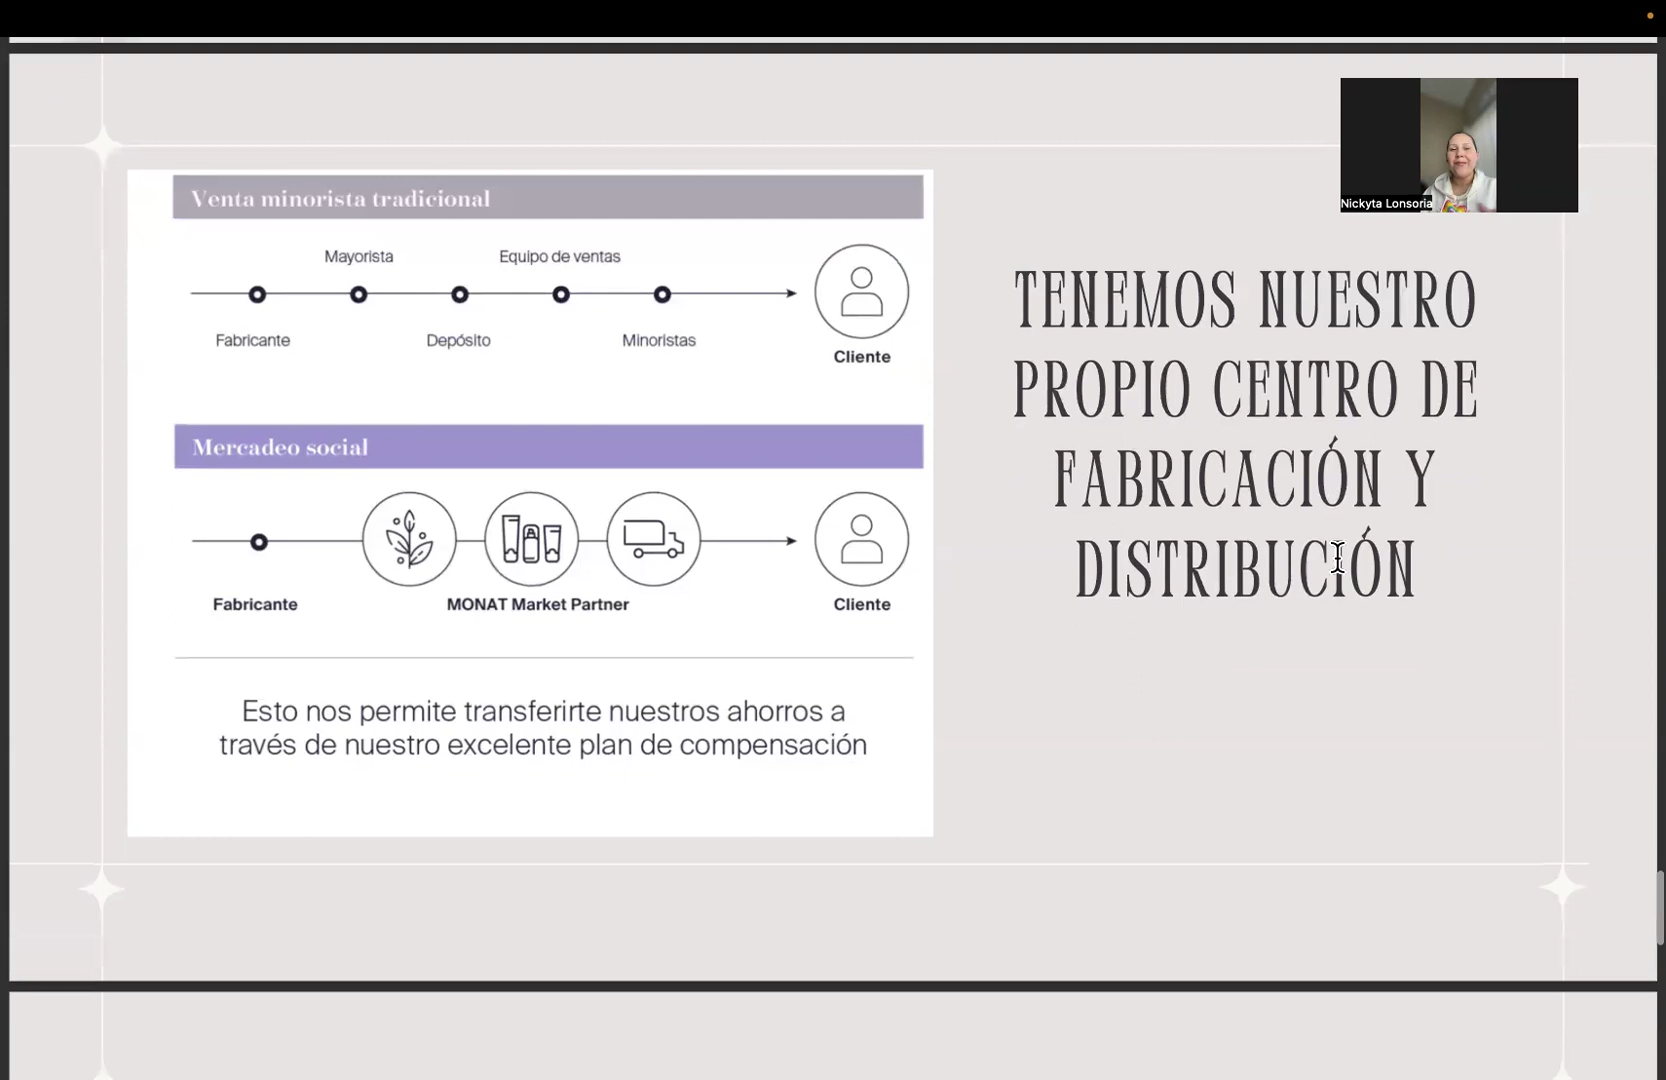 Venta minorista tradicional
Mayorista
Equipo de ventas
Fabricante
Depósito
Minoristas
Cliente
Mercadeo social
Fabricante
MONAT Market Partner
Cliente
Esto nos permite transferirte nuestros ahorros a
través de nuestro excelente plan de compensación
Nickyta Lonsoria
TENEMOS NUESTRO
PROPIO CENTRO DE
FABRICACIÓN Y
DISTRIBUCIÓN